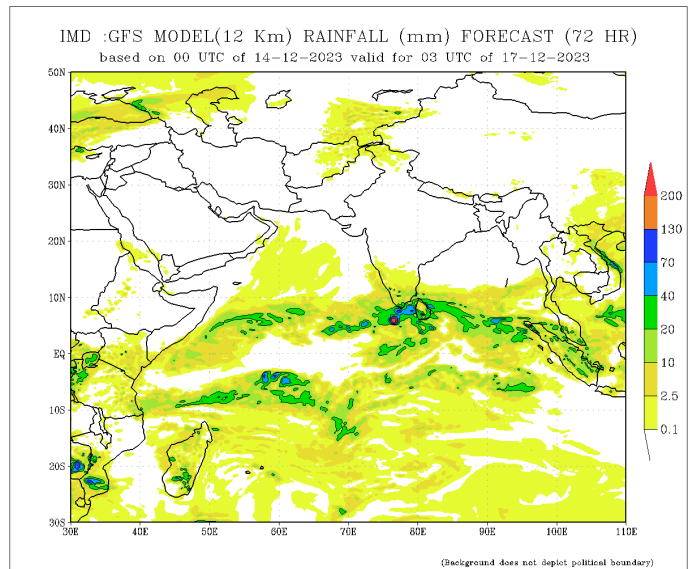 IMD :GFS MODEL(12 Km) RAINFALL (mm) FORECAST (72 HR)
based on 00 UTC of 14-12-2023 valid for 03 UTC of 17-12-2023
50N
40N
30N
20N
10N
EQ
10S
20S
30S
30E 40E 50E 60E 70E 80E 90E 100E 110E
200
130
70
40
20
10
2.5
0.1
(Background does not depict political boundary)